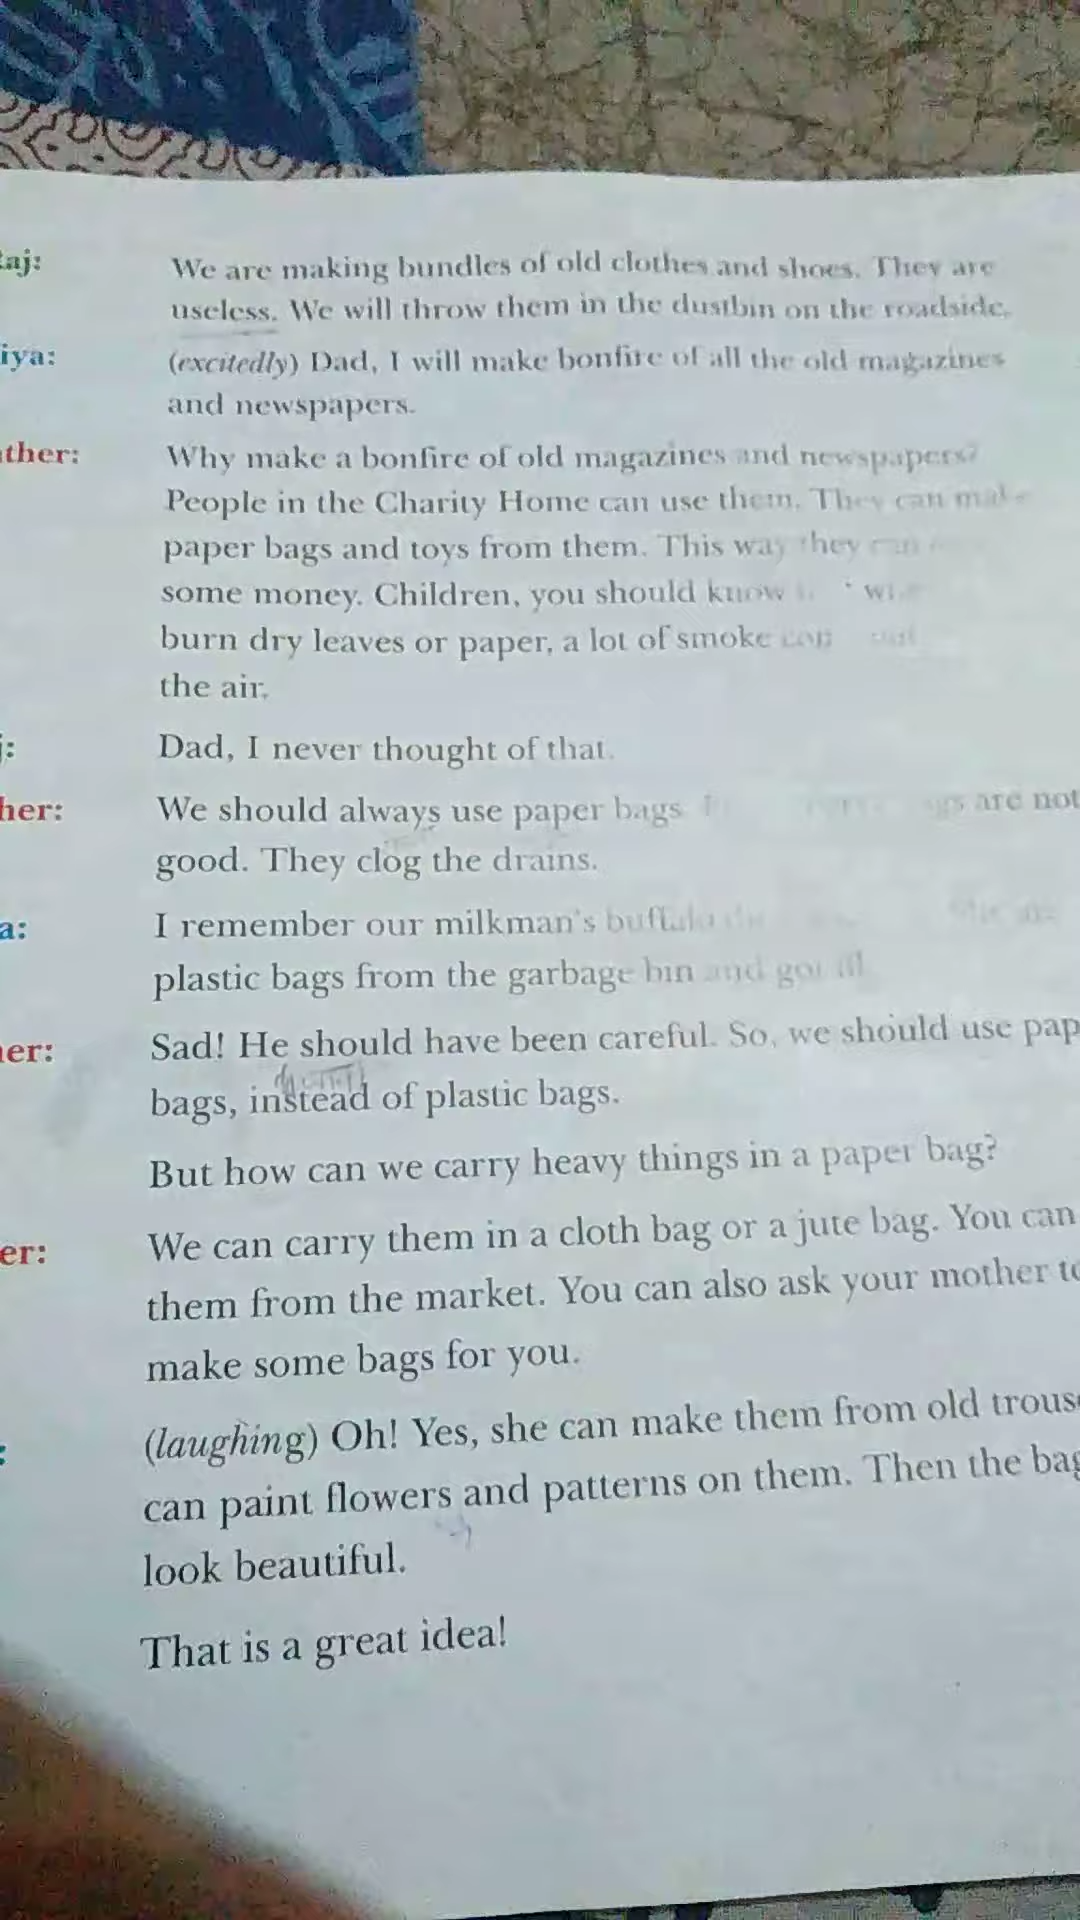 aj: We are making bundles of old clothes and shoes. They are
useless. We will throw them in the dustbin on the roadside.
iya: (excitedly) Dad, I will make bonfire of all the old magazines
and newspapers.
ther: Why make a bonfire of old magazines and newspapers?
People in the Charity Home can use them. They can make
paper bags and toys from them. This way they can
some money. Children, you should know
burn dry leaves or paper, a lot of smoke
the air.
j: Dad, I never thought of that.
her: We should always use paper bags. are not
good. They clog the drains.
a: I remember our milkman's buffalo She ate
plastic bags from the garbage bin and got ill.
er: Sad! He should have been careful. So, we should use pap
bags, instead of plastic bags.
But how can we carry heavy things in a paper bag?
er: We can carry them in a cloth bag or a jute bag. You can
them from the market. You can also ask your mother to
make some bags for you.
: (laughing) Oh! Yes, she can make them from old trous
can paint flowers and patterns on them. Then the bag
look beautiful.
That is a great idea!